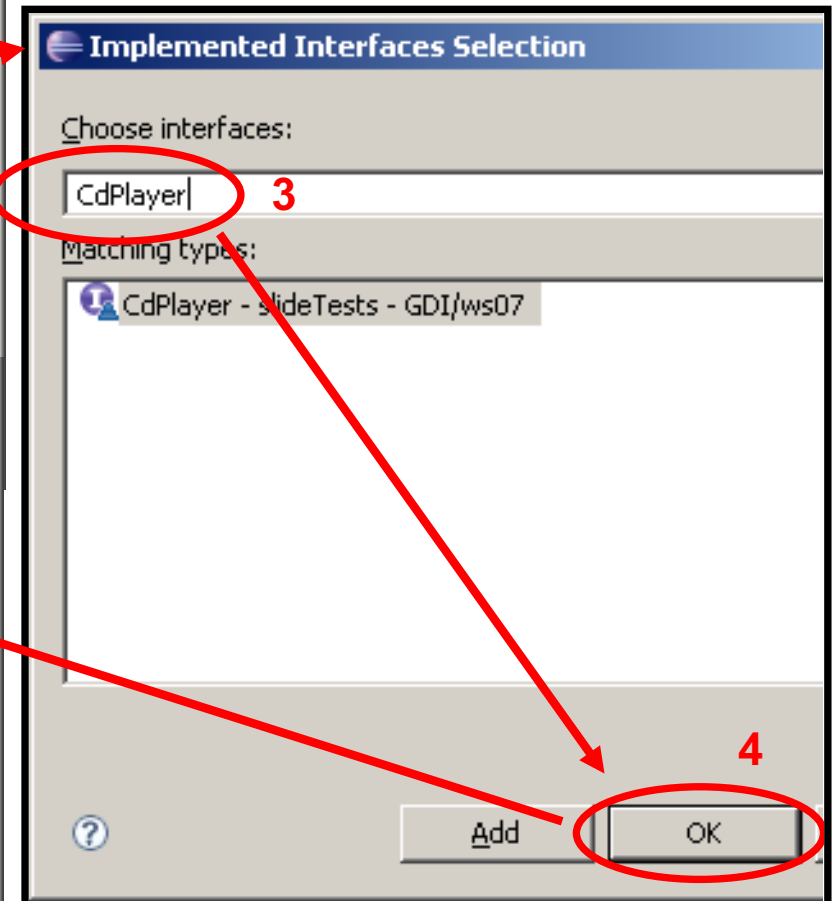 Implemented Interfaces Selection
Choose interfaces:
CdPlayer 3
Matching types:
CdPlayer - slideTests - GDI/ws07
4
Add OK